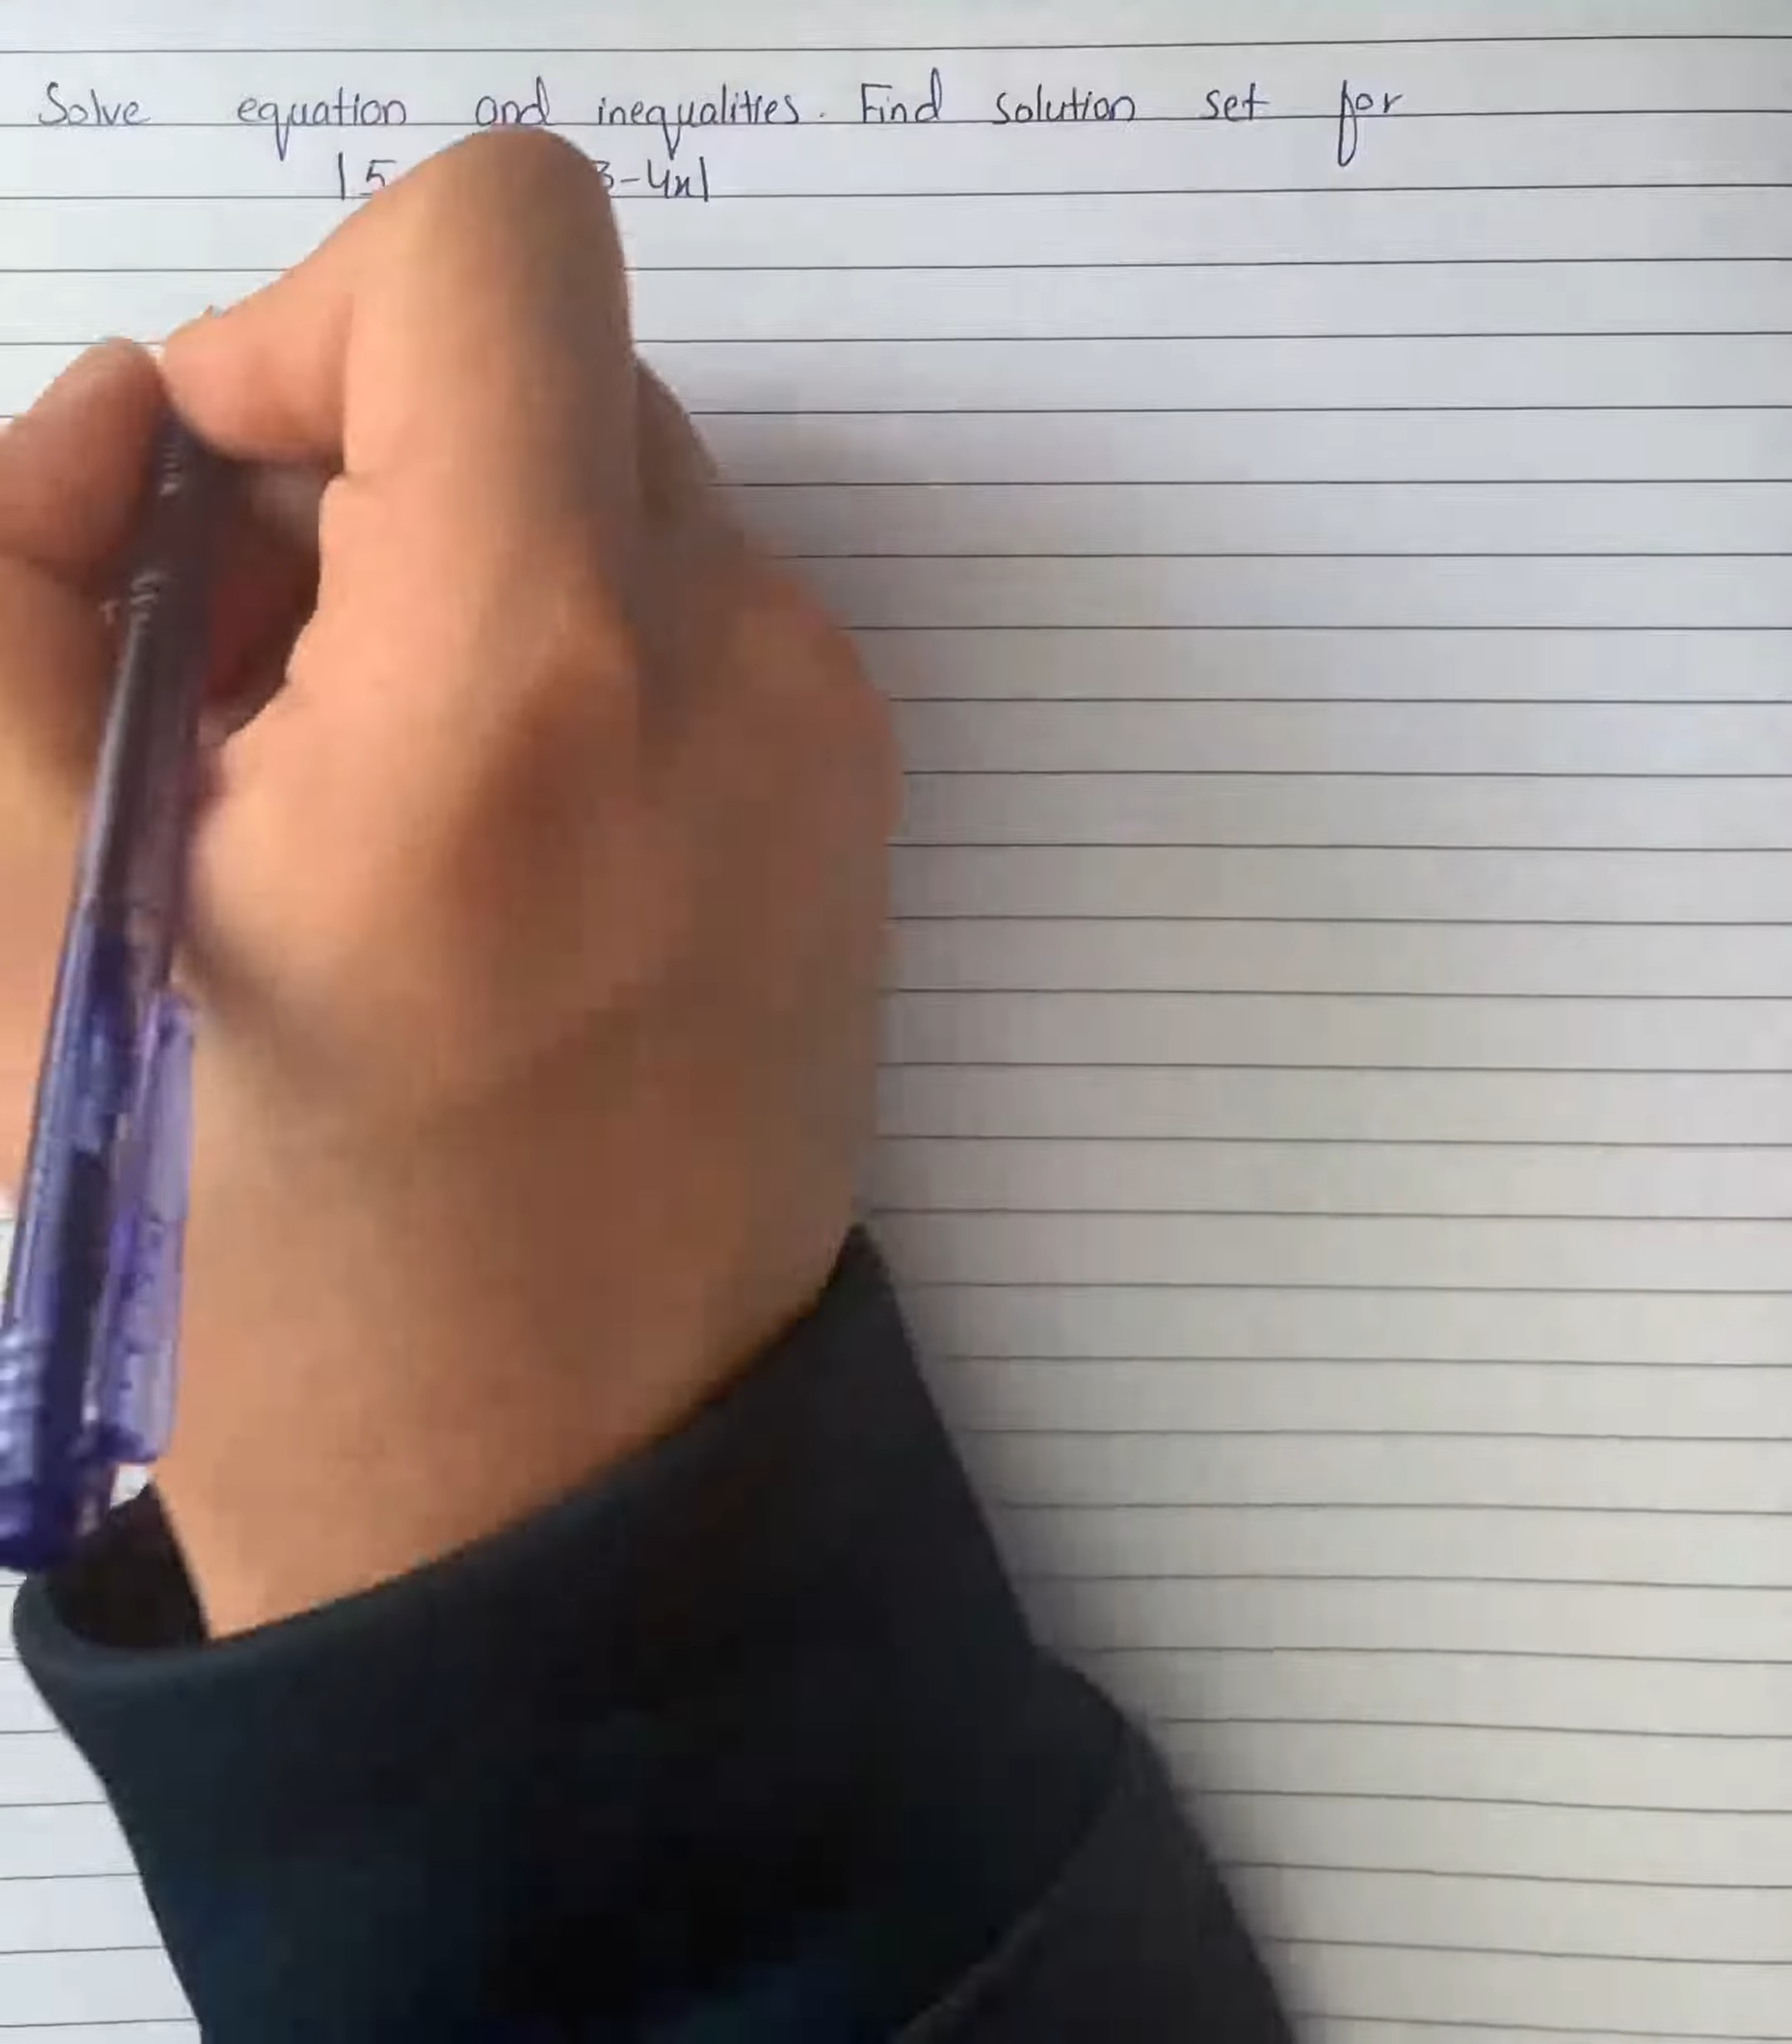 Solve equation and inequalities. Find solution set for
|5 3-4x|